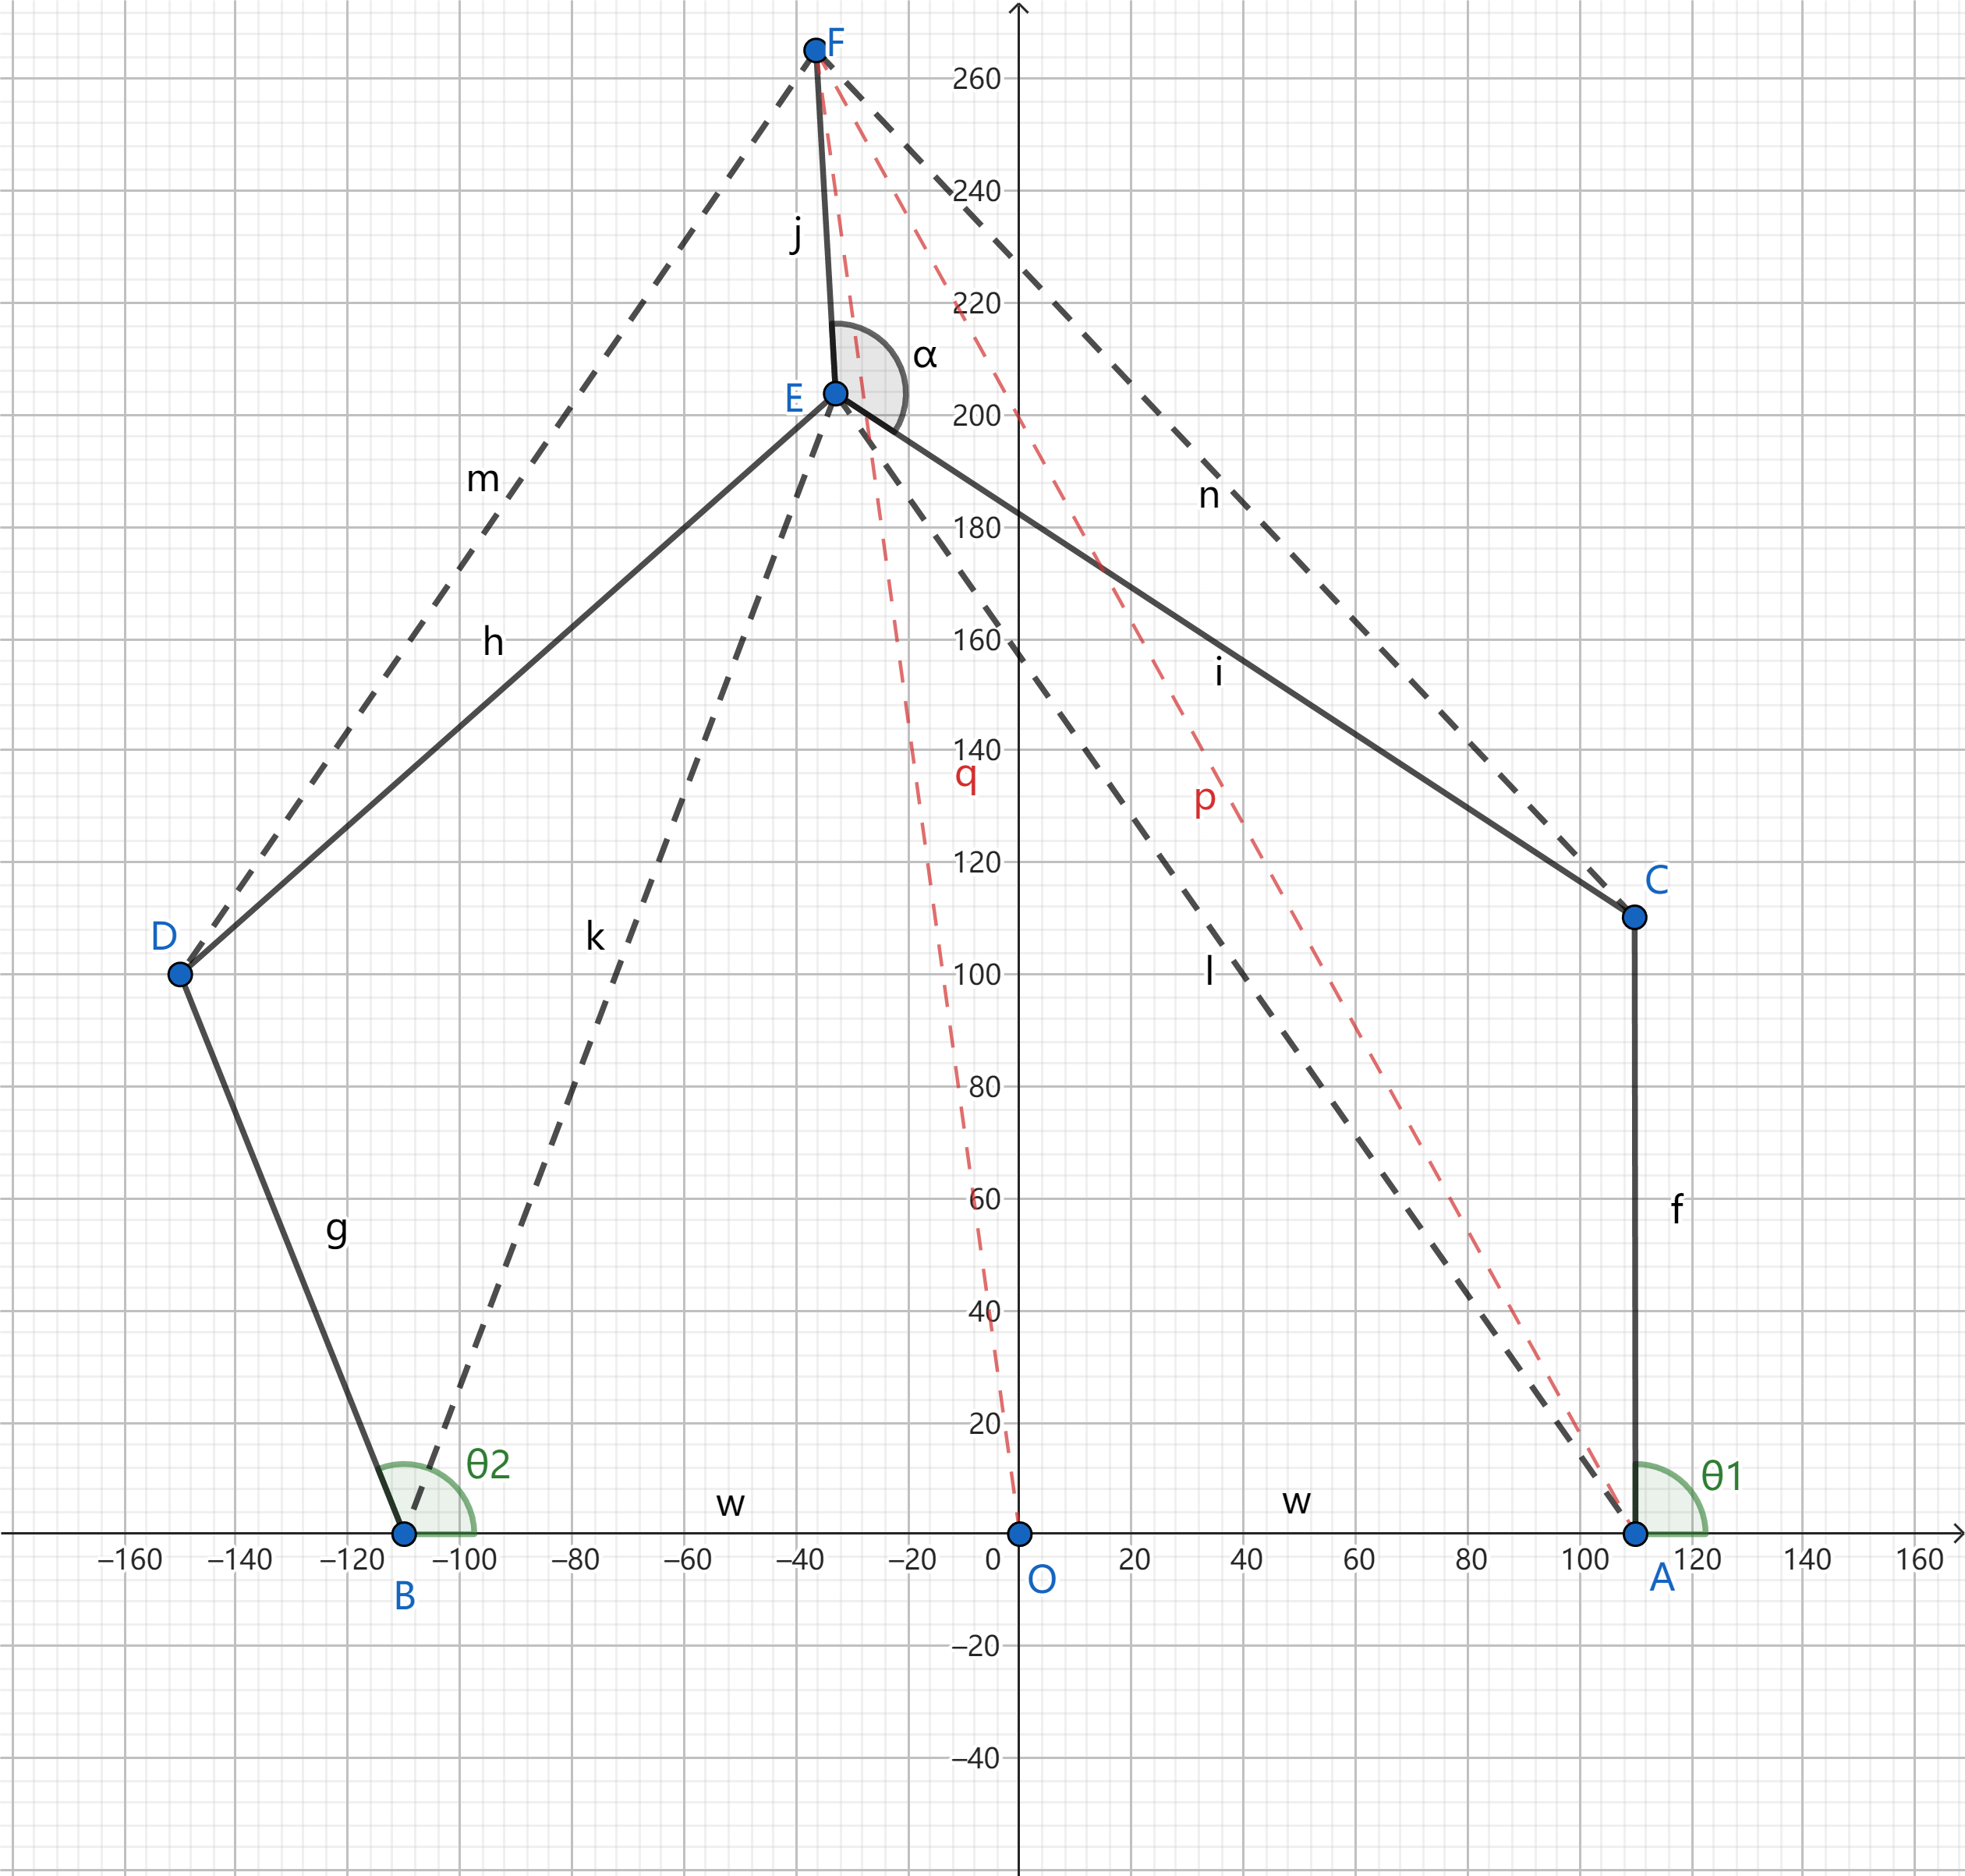 F
260
240
j
220
α
E
200
m
n
180
h
160
i
140
q
p
120
C
D
k
100
l
80
60
f
g
40
20
θ2
θ1
w
w
−160 −140 −120 −100 −80 −60 −40 −20 0 20 40 60 80 100 120 140 160
B
O
A
−20
−40